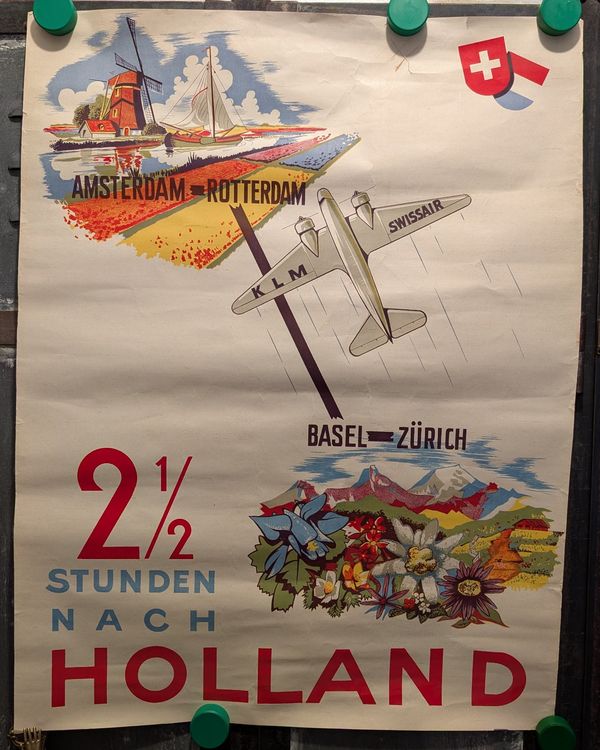 AMSTERDAM = ROTTERDAM
SWISSAIR
KLM
BASEL = ZÜRICH
2 1/2
STUNDEN
NACH
HOLLAND